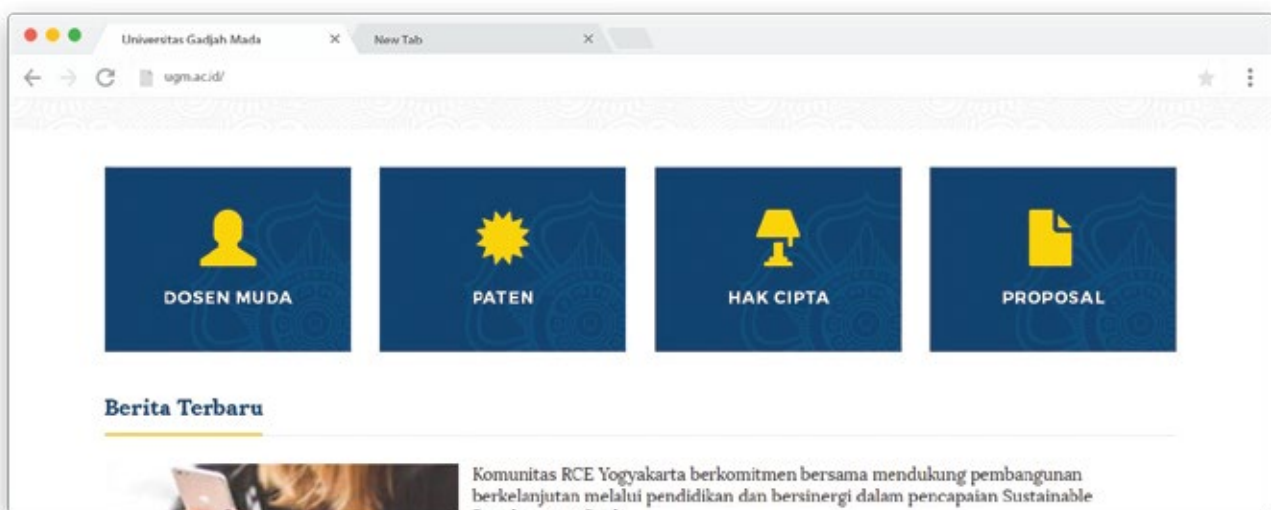 Universitas Gadjah Mada
New Tab
ugm.ac.id/
DOSEN MUDA
PATEN
HAK CIPTA
PROPOSAL
Berita Terbaru
Komunitas RCE Yogyakarta berkomitmen bersama mendukung pembangunan
berkelanjutan melalui pendidikan dan bersinergi dalam pencapaian Sustainable